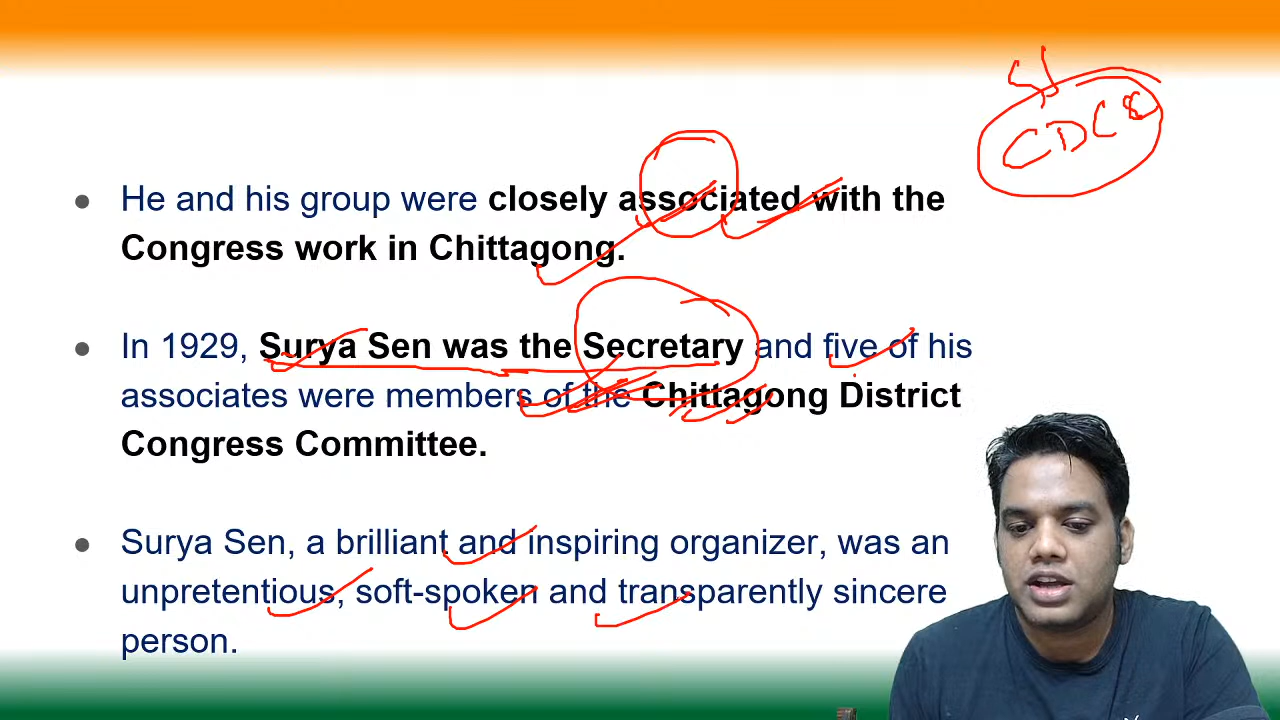 He and his group were closely associated with the
Congress work in Chittagong.
In 1929, Surya Sen was the Secretary and five of his
associates were members of the Chittagong District
Congress Committee.
Surya Sen, a brilliant and inspiring organizer, was an
unpretentious, soft-spoken and transparently sincere
person.